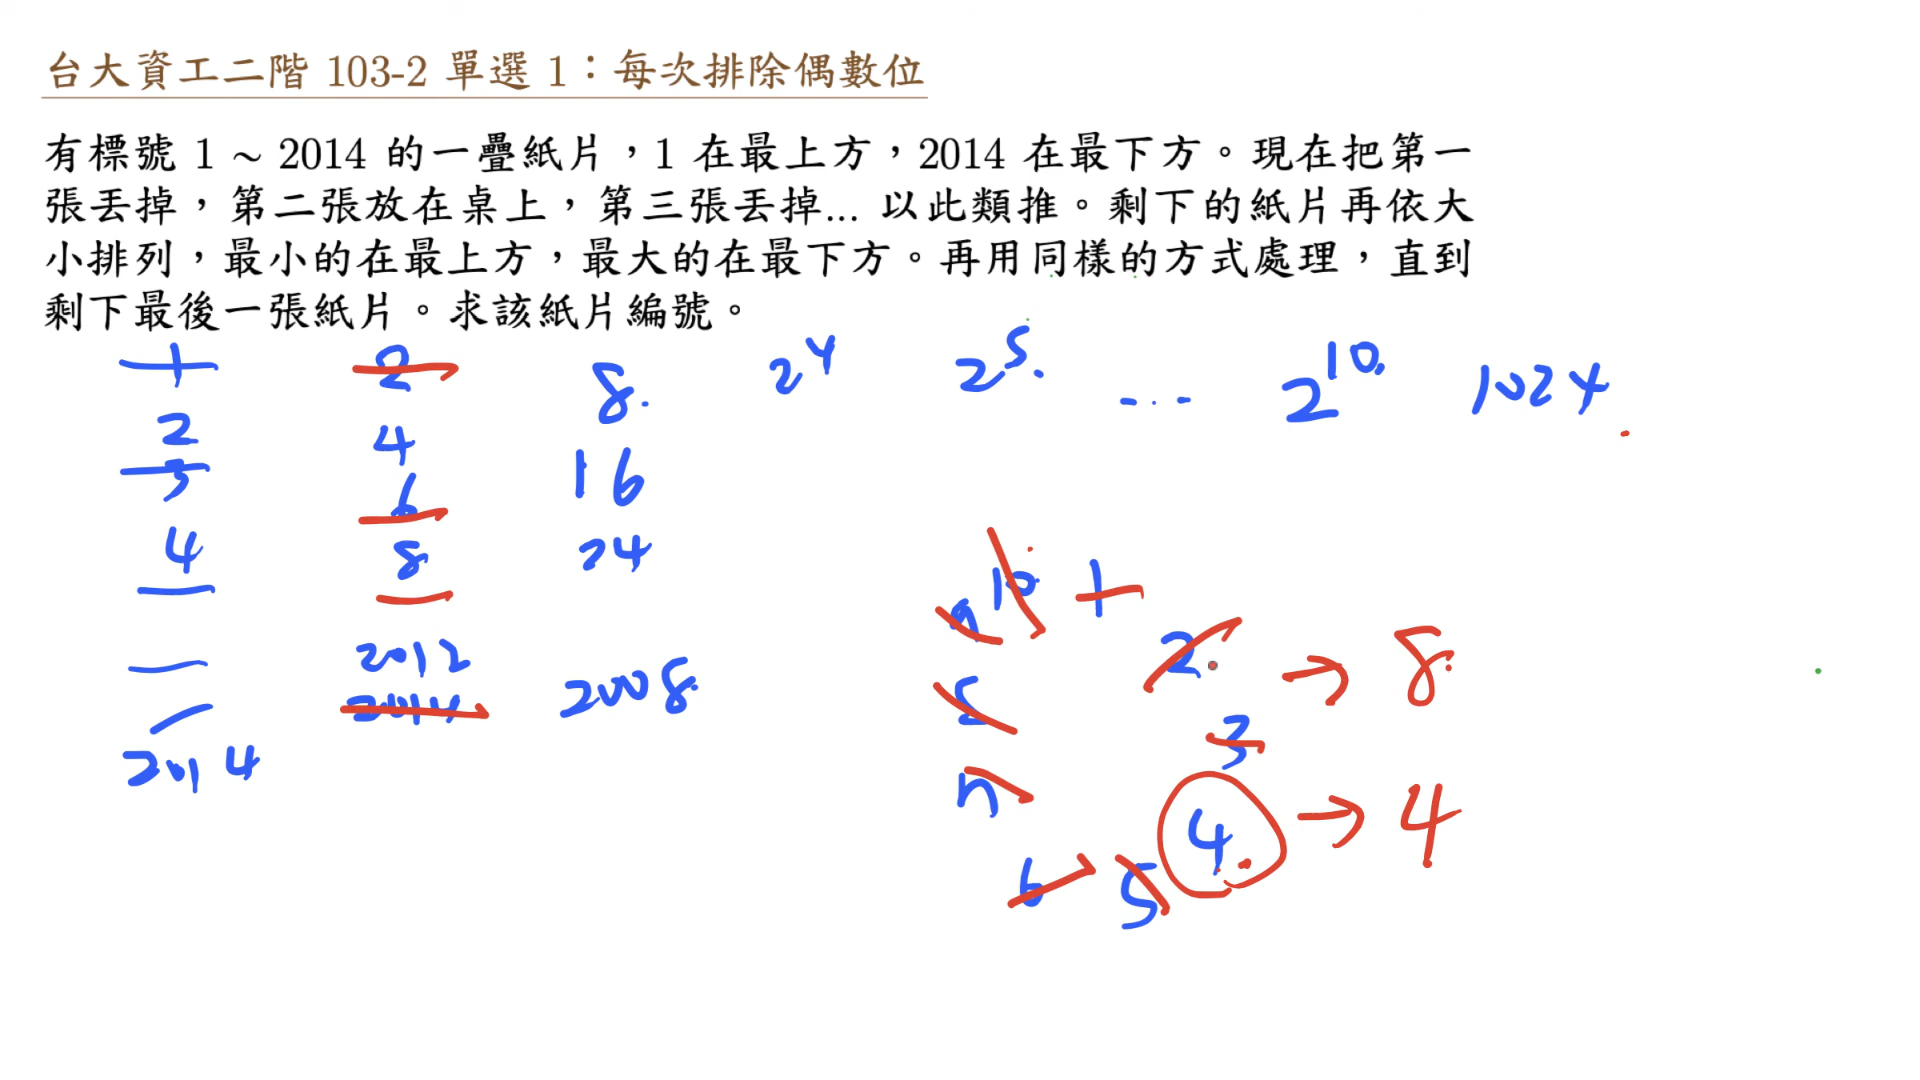 台大資工二階 103-2 單選 1：每次排除偶數位
有標號 1 ~ 2014 的一疊紙片，1 在最上方，2014 在最下方。現在把第一
張丟掉，第二張放在桌上，第三張丟掉... 以此類推。剩下的紙片再依大
小排列，最小的在最上方，最大的在最下方。再用同樣的方式處理，直到
剩下最後一張紙片。求該紙片編號。
1 2 8. 2^4 2^5. ... 2^10. 1024
2 4 16
3 6
4 8 24
2012
2014 2008
2014
10 1
9 2 → 8
8 3
4 → 4
6 5